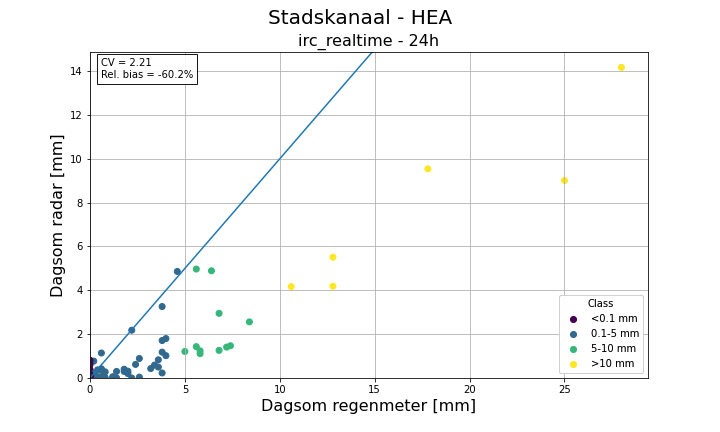 Stadskanaal - HEA
irc_realtime - 24h
CV = 2.21
Rel. bias = -60.2%
Dagsom radar [mm]
14
12
10
8
6
4
2
0
0 5 10 15 20 25
Dagsom regenmeter [mm]
Class
<0.1 mm
0.1-5 mm
5-10 mm
>10 mm